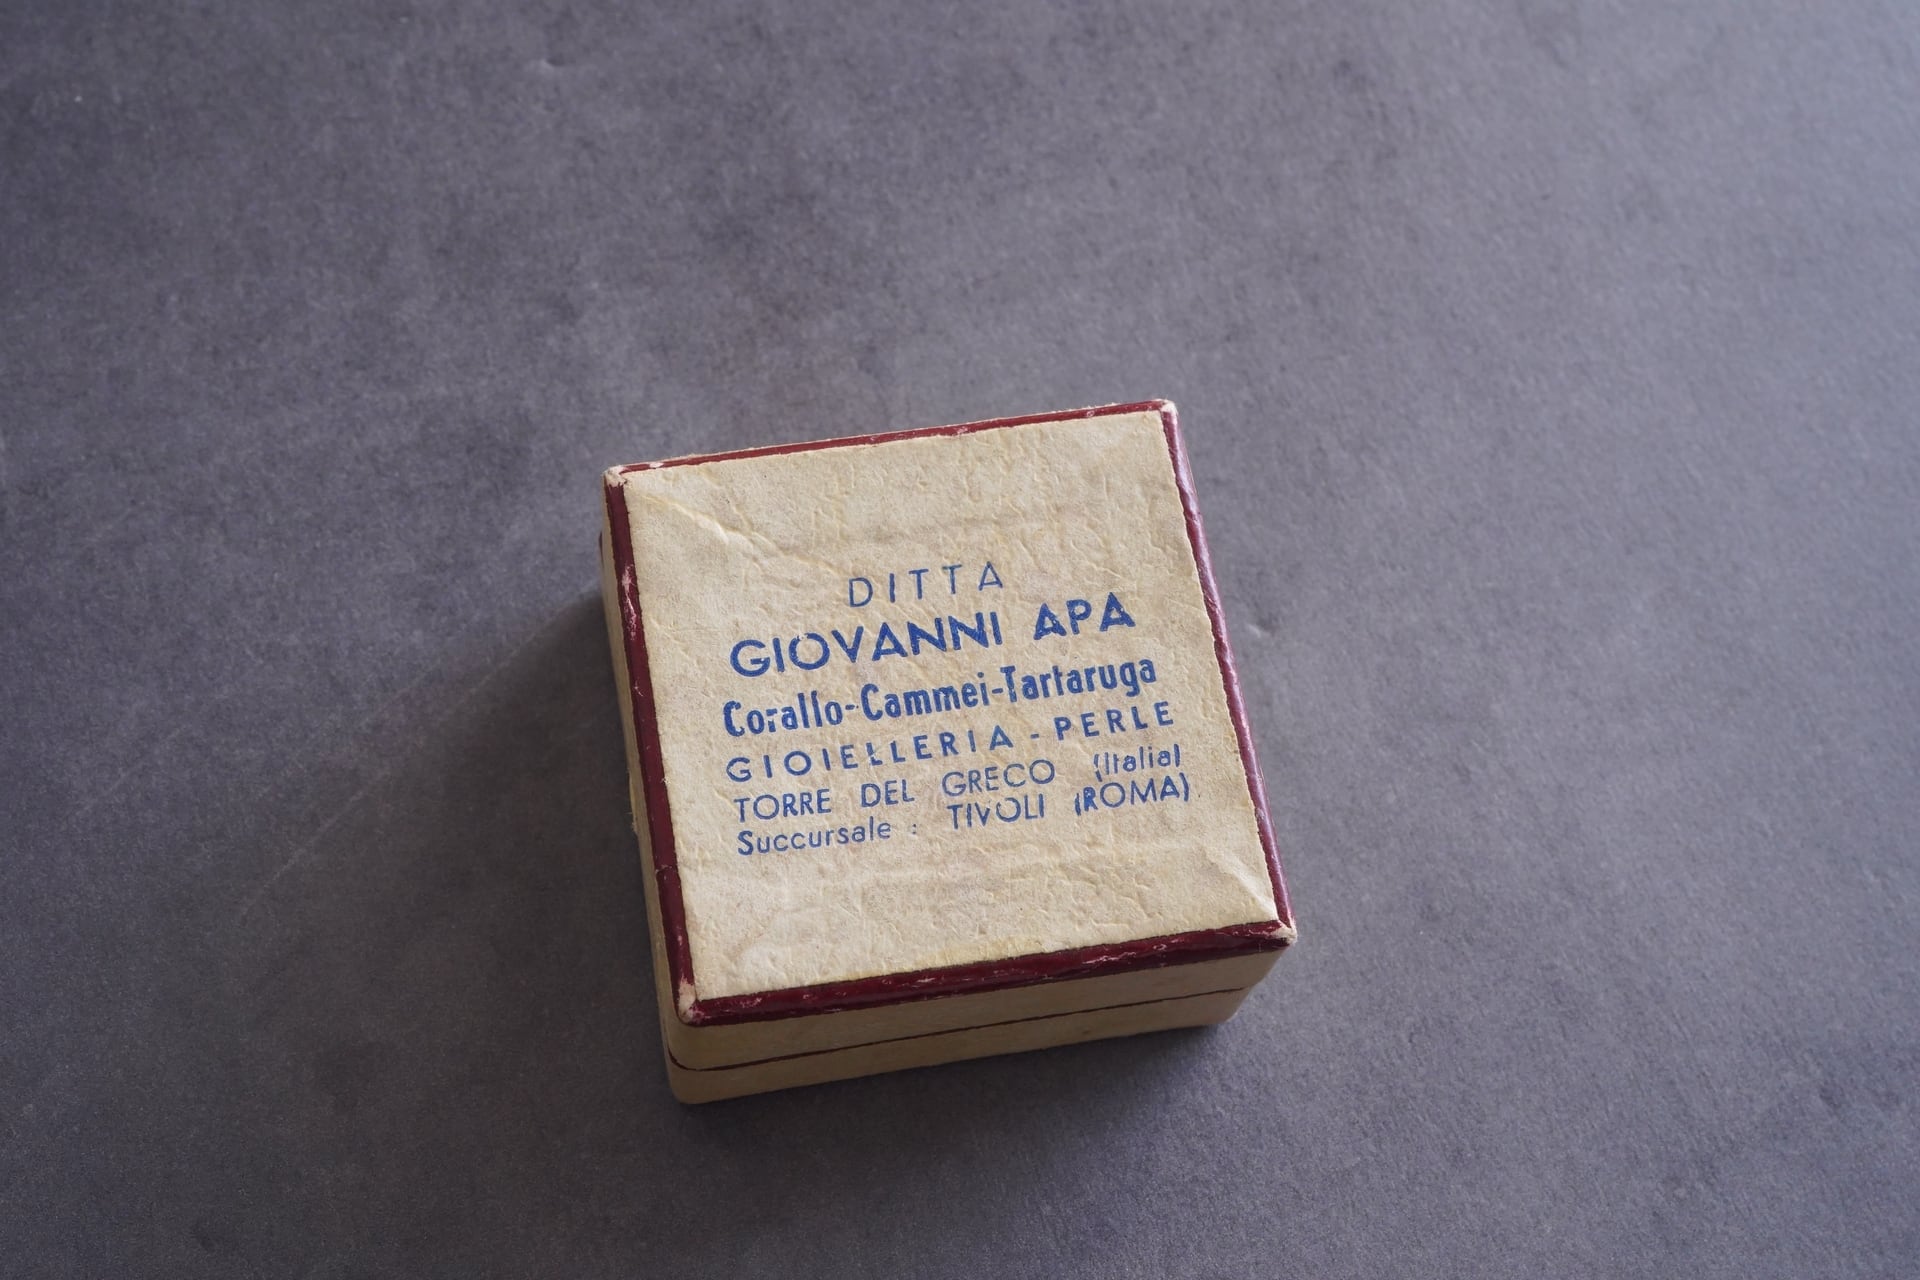 DITTA
GIOVANNI APA
Corallo-Cammei-Tartaruga
GIOIELLERIA - PERLE
TORRE DEL GRECO (Italia)
Succursale : TIVOLI (ROMA)